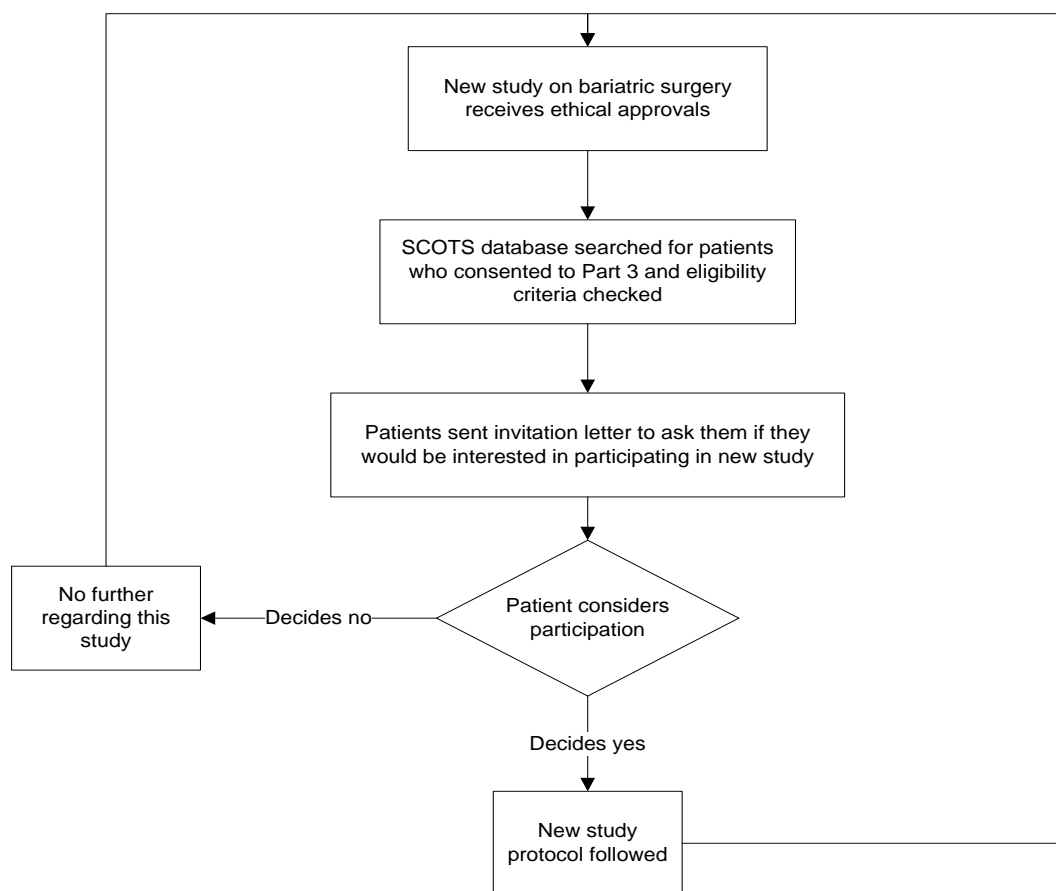 New study on bariatric surgery
receives ethical approvals
SCOTS database searched for patients
who consented to Part 3 and eligibility
criteria checked
Patients sent invitation letter to ask them if they
would be interested in participating in new study
Patient considers
participation
Decides no
No further
regarding this
study
Decides yes
New study
protocol followed